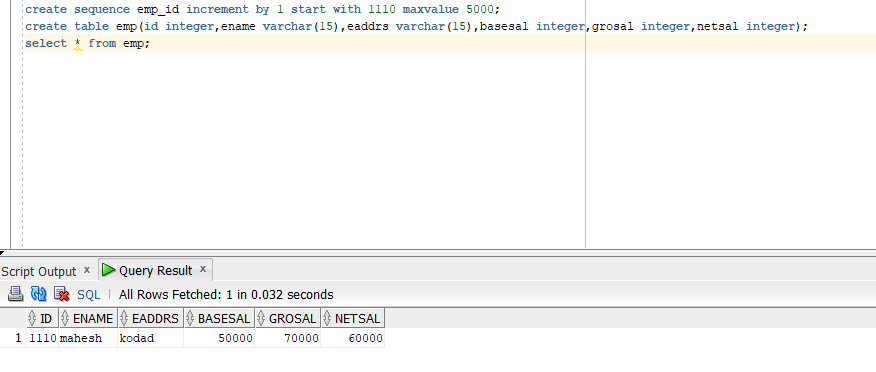 create sequence emp_id increment by 1 start with 1110 maxvalue 5000;
create table emp(id integer,ename varchar(15),eaddrs varchar(15),basesal integer,grosal integer,netsal integer);
select * from emp;
Script Output x Query Result x
SQL | All Rows Fetched: 1 in 0.032 seconds
ID ENAME EADDRS BASESAL GROSAL NETSAL
1 1110 mahesh kodad 50000 70000 60000